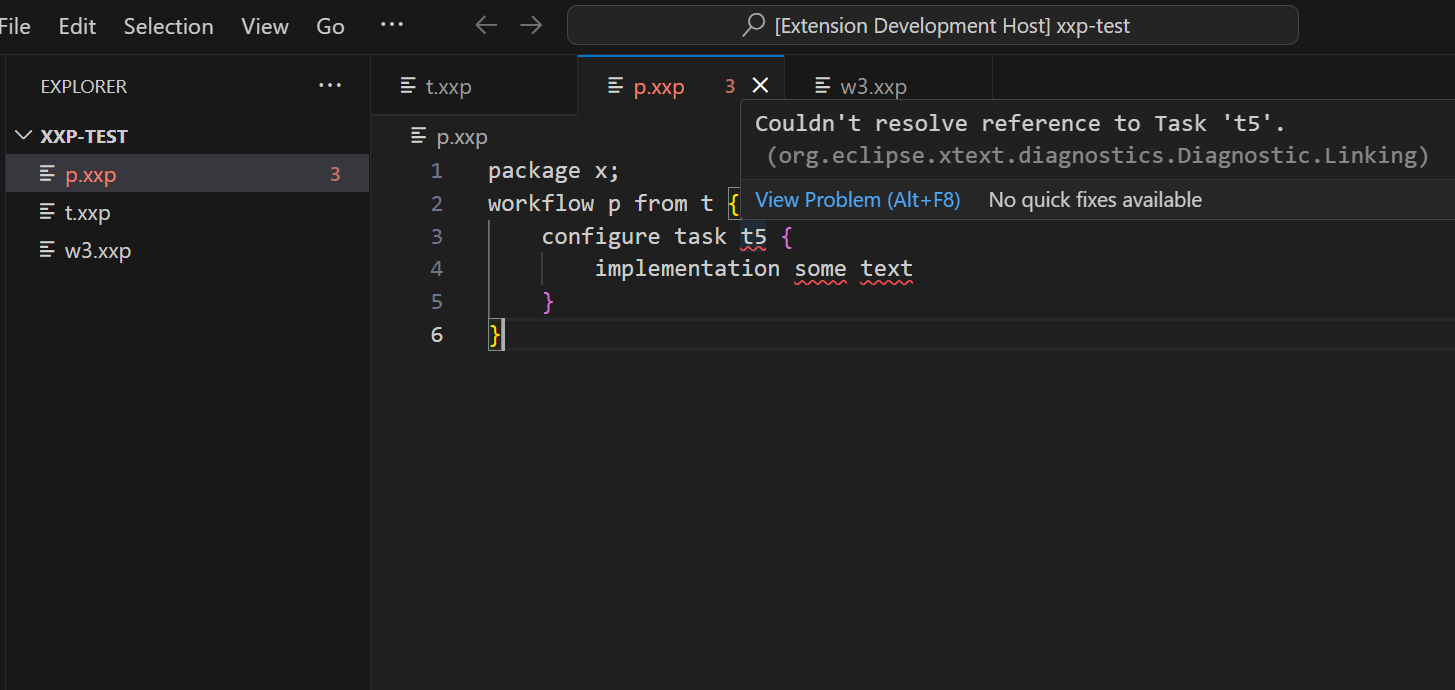 File Edit Selection View Go ···
[Extension Development Host] xxp-test
EXPLORER ···
XXP-TEST
p.xxp 3
t.xxp
w3.xxp
t.xxp p.xxp 3 w3.xxp
p.xxp
Couldn't resolve reference to Task 't5'.
(org.eclipse.xtext.diagnostics.Diagnostic.Linking)
View Problem (Alt+F8) No quick fixes available
1 package x;
2 workflow p from t {
3 configure task t5 {
4 implementation some text
5 }
6 }